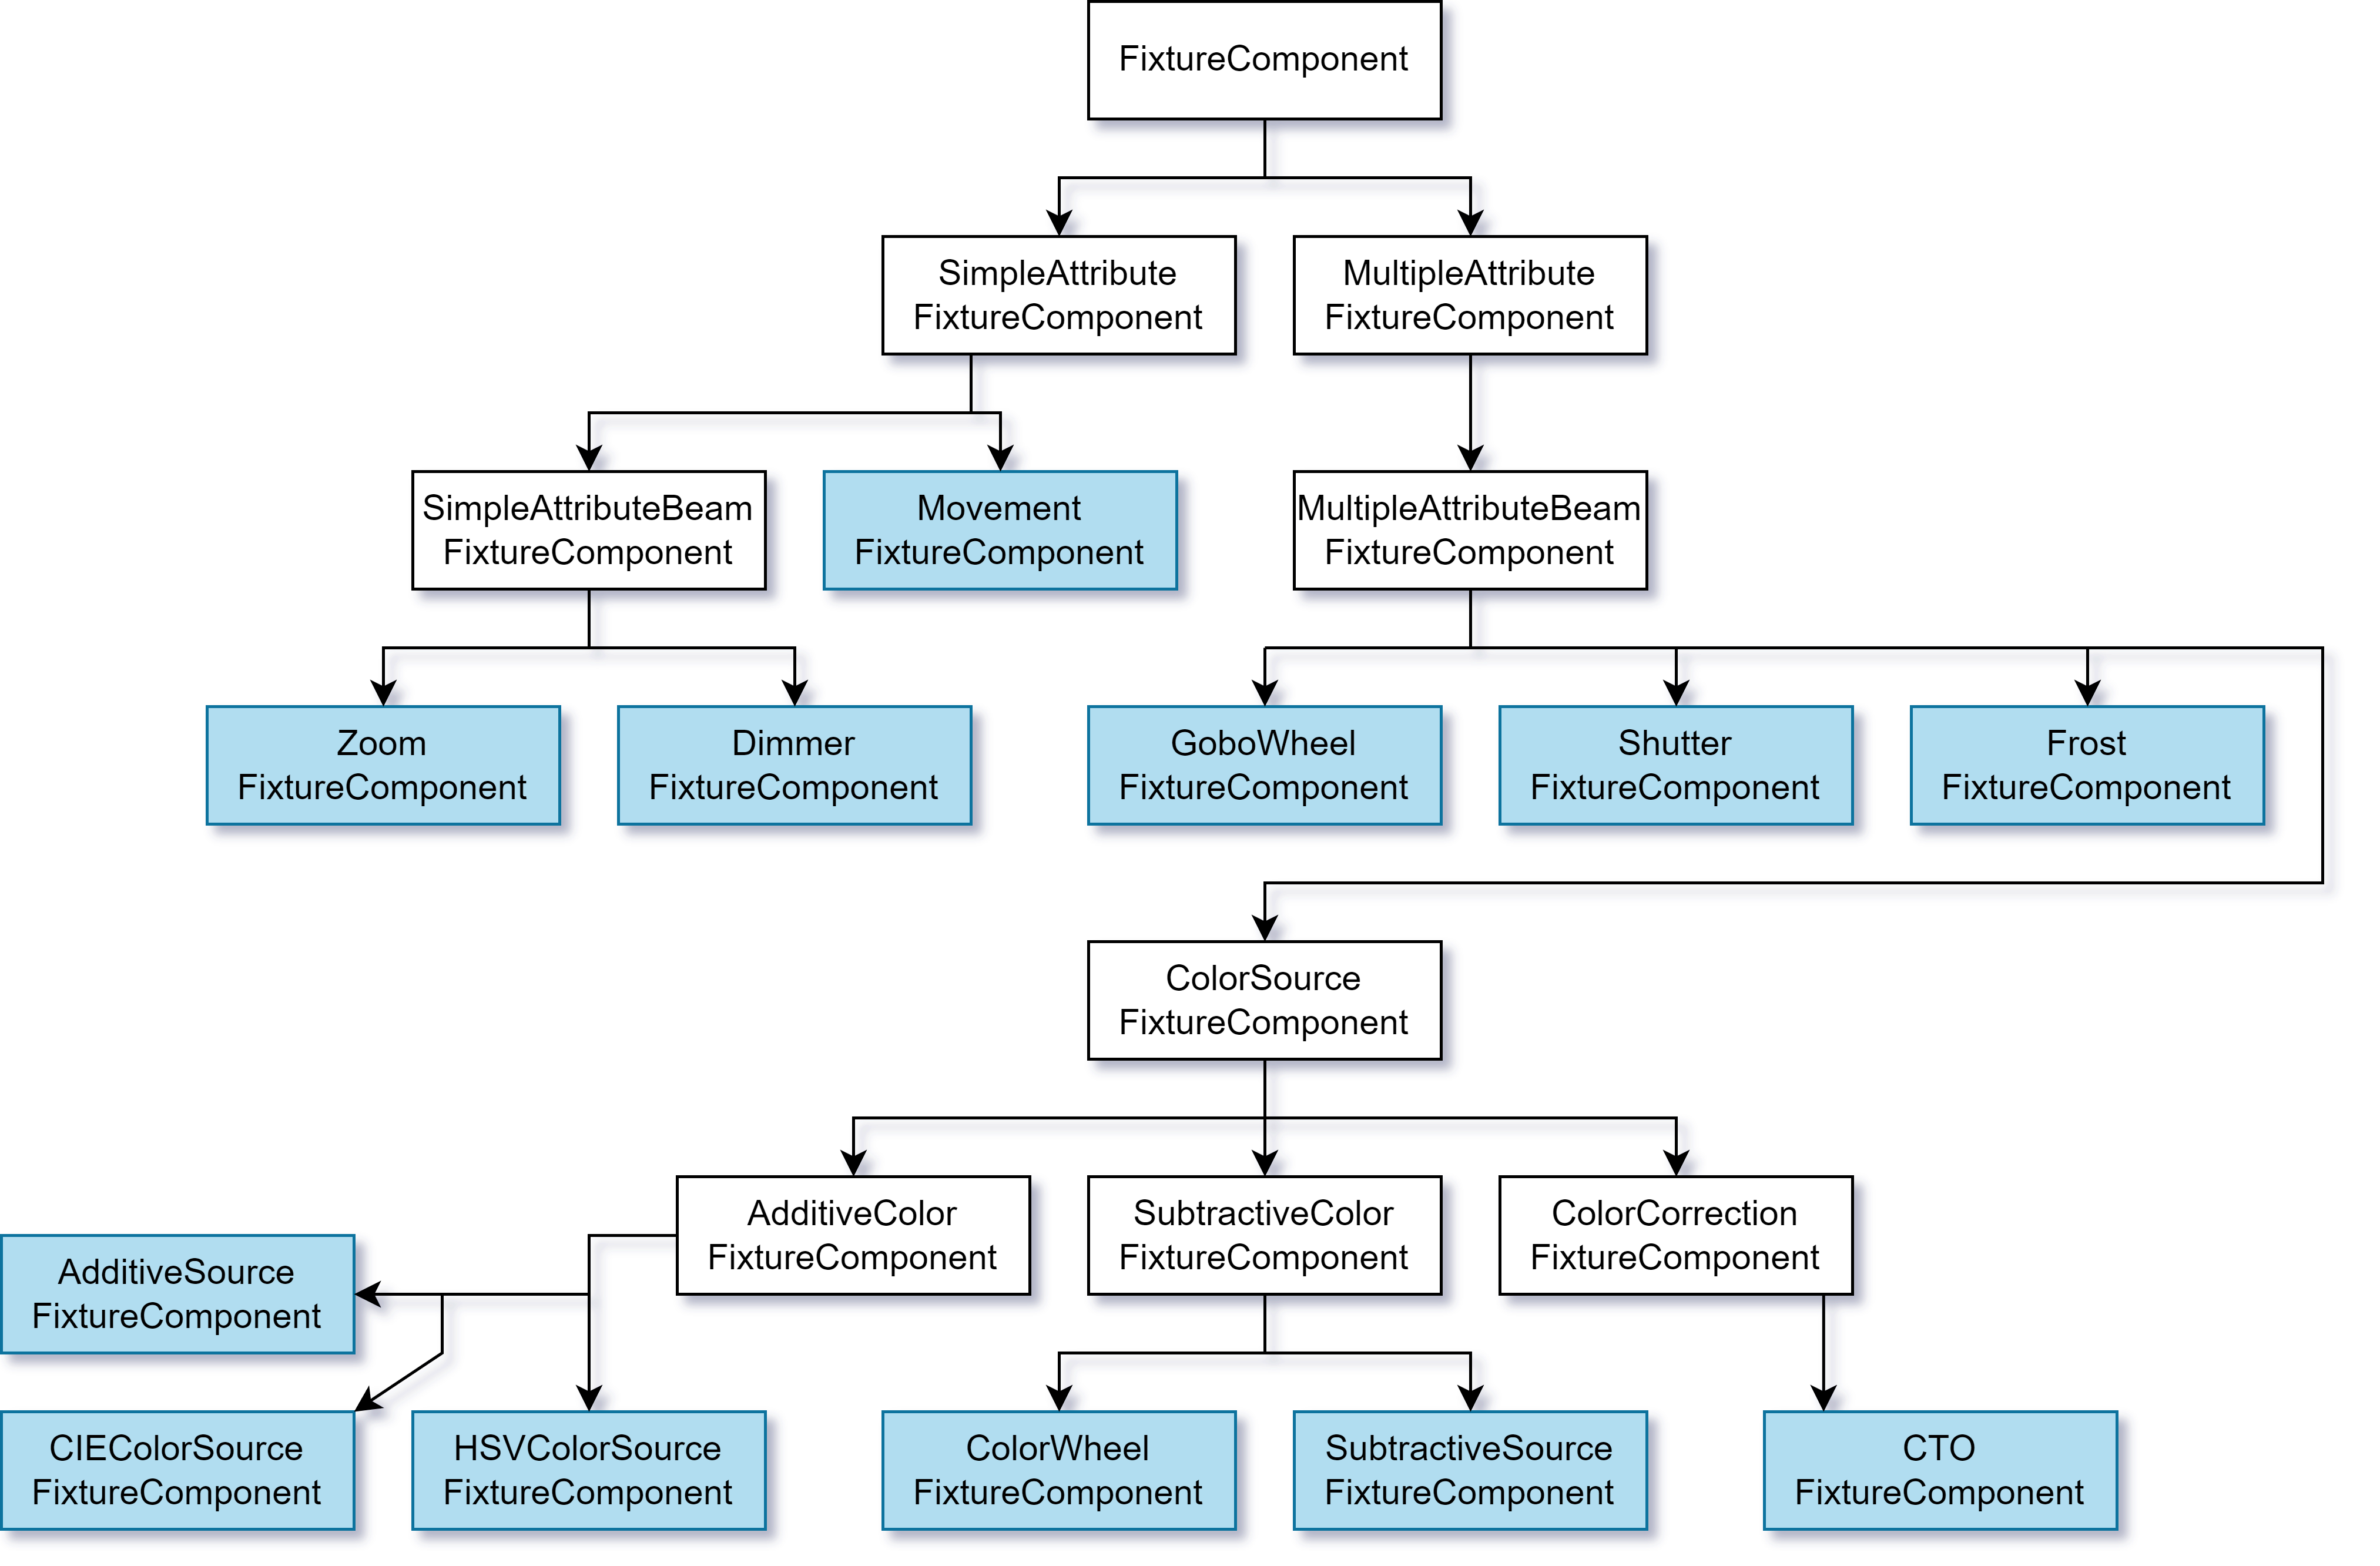 FixtureComponent
SimpleAttribute
FixtureComponent
MultipleAttribute
FixtureComponent
SimpleAttributeBeam
FixtureComponent
Movement
FixtureComponent
MultipleAttributeBeam
FixtureComponent
Zoom
FixtureComponent
Dimmer
FixtureComponent
GoboWheel
FixtureComponent
Shutter
FixtureComponent
Frost
FixtureComponent
ColorSource
FixtureComponent
AdditiveColor
FixtureComponent
SubtractiveColor
FixtureComponent
ColorCorrection
FixtureComponent
AdditiveSource
FixtureComponent
CIEColorSource
FixtureComponent
HSVColorSource
FixtureComponent
ColorWheel
FixtureComponent
SubtractiveSource
FixtureComponent
CTO
FixtureComponent